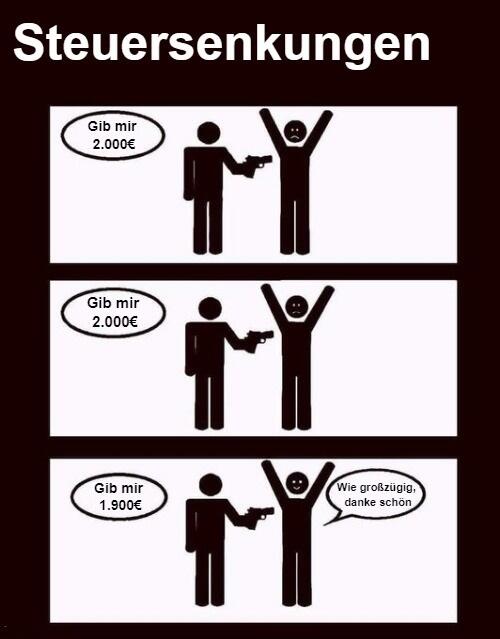 Steuersenkungen
Gib mir
2.000€
Gib mir
2.000€
Gib mir
1.900€
Wie großzügig,
danke schön